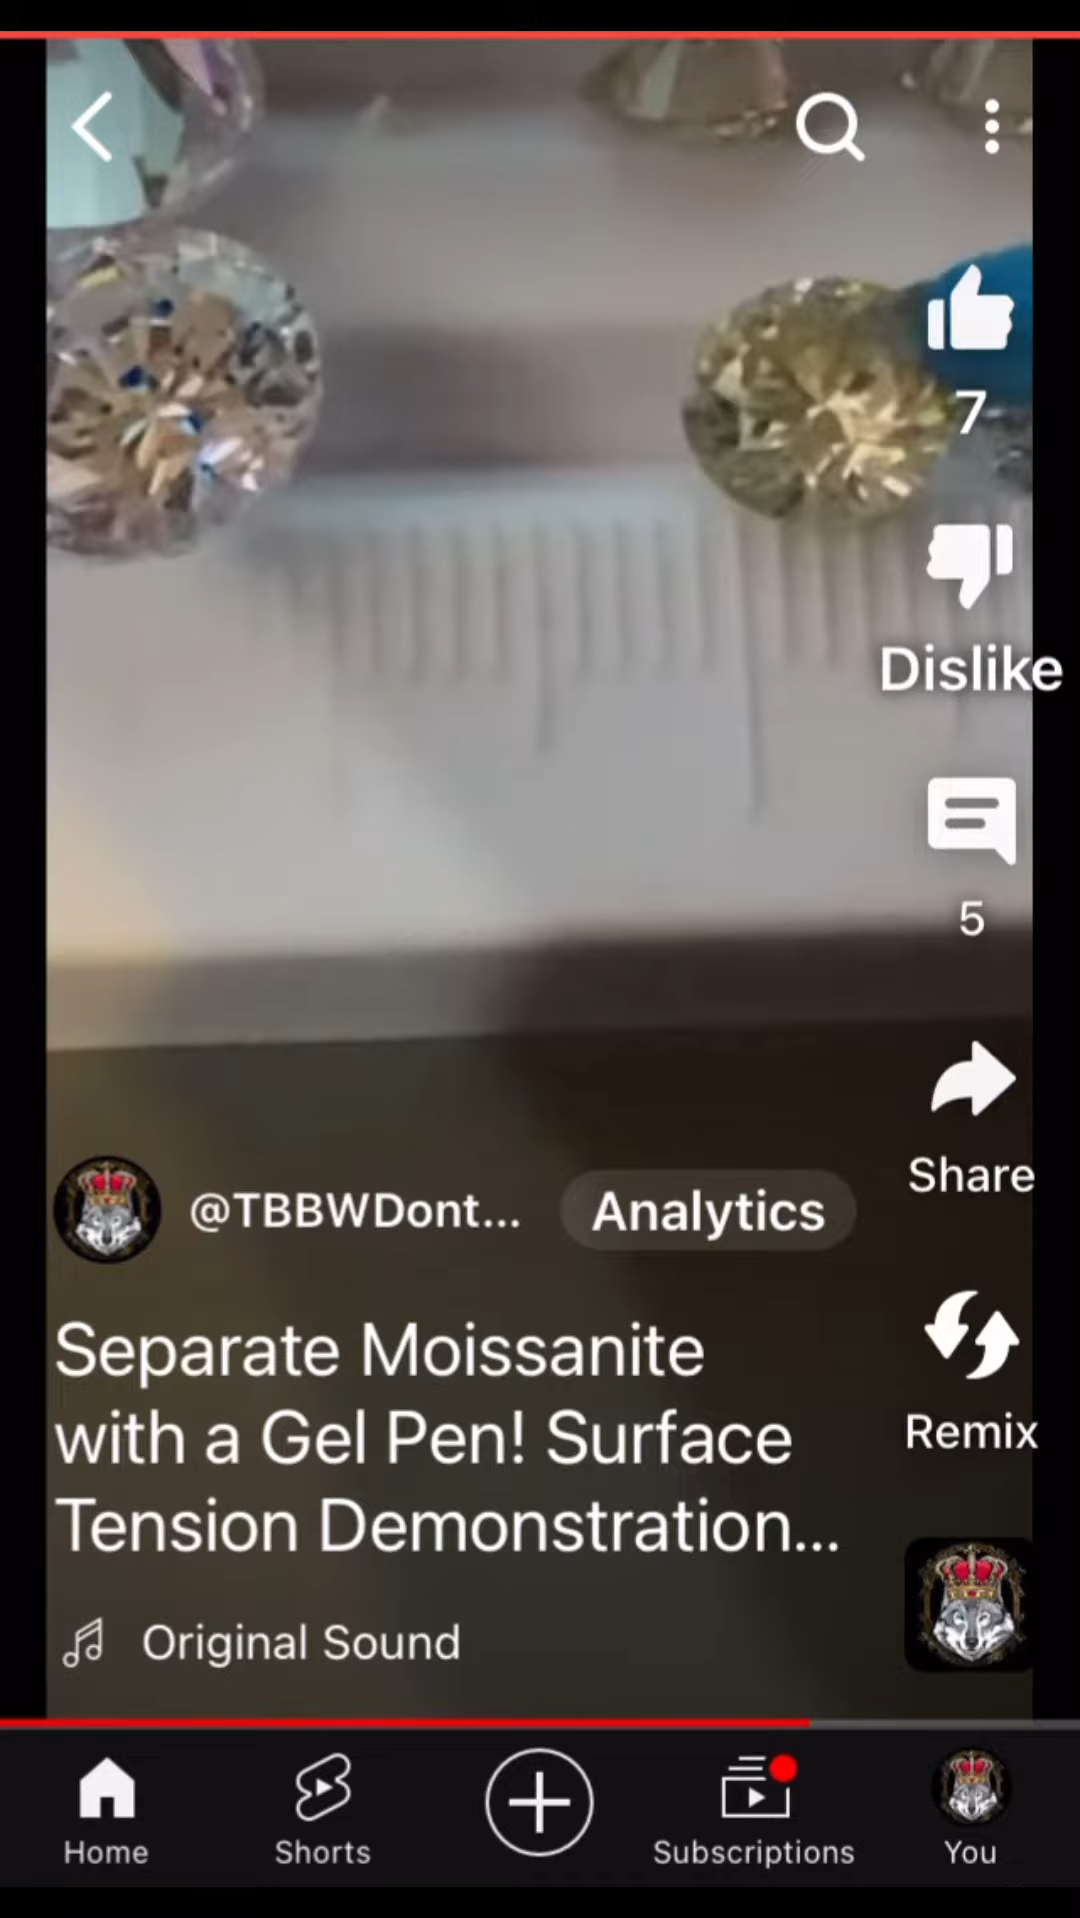 7
Dislike
5
Share
@TBBWDont...
Analytics
Separate Moissanite
with a Gel Pen! Surface
Tension Demonstration...
Remix
Original Sound
Home
Shorts
Subscriptions
You